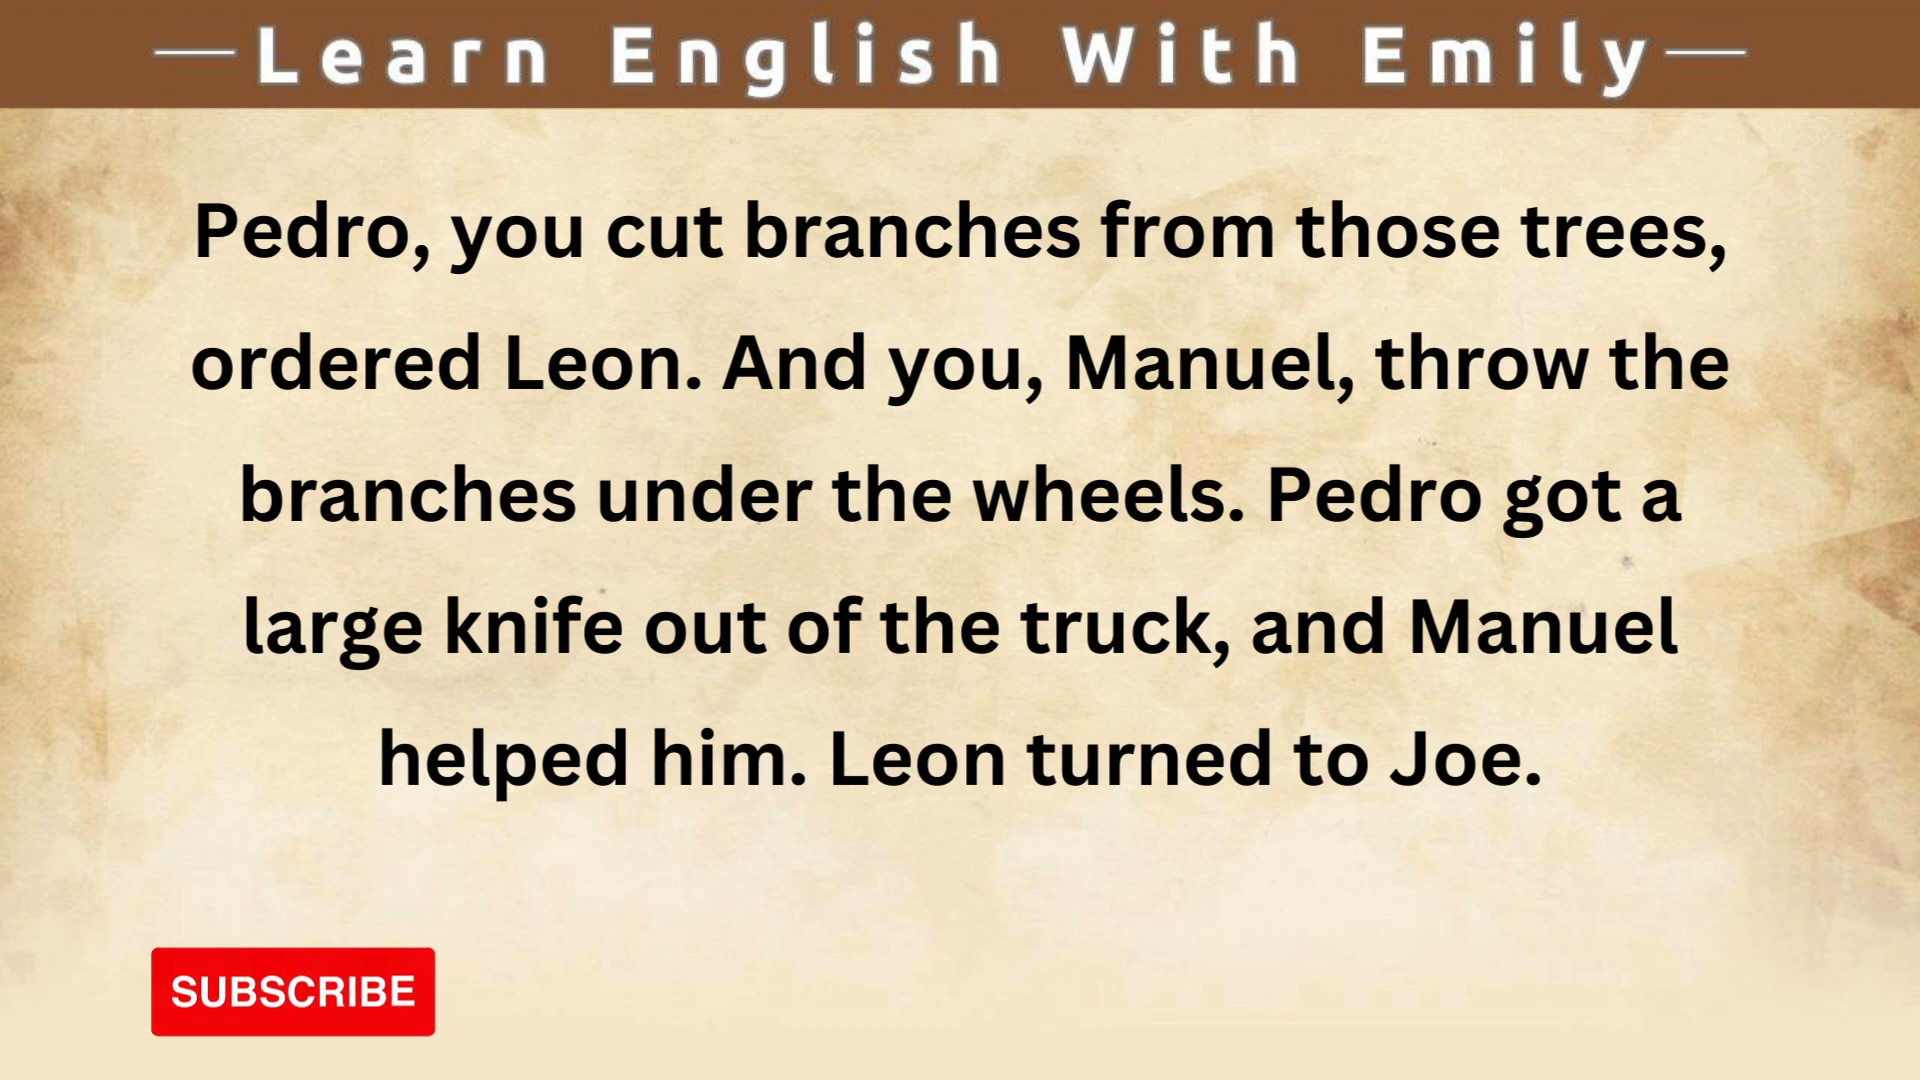 Learn English With Emily
Pedro, you cut branches from those trees,
ordered Leon. And you, Manuel, throw the
branches under the wheels. Pedro got a
large knife out of the truck, and Manuel
helped him. Leon turned to Joe.
SUBSCRIBE